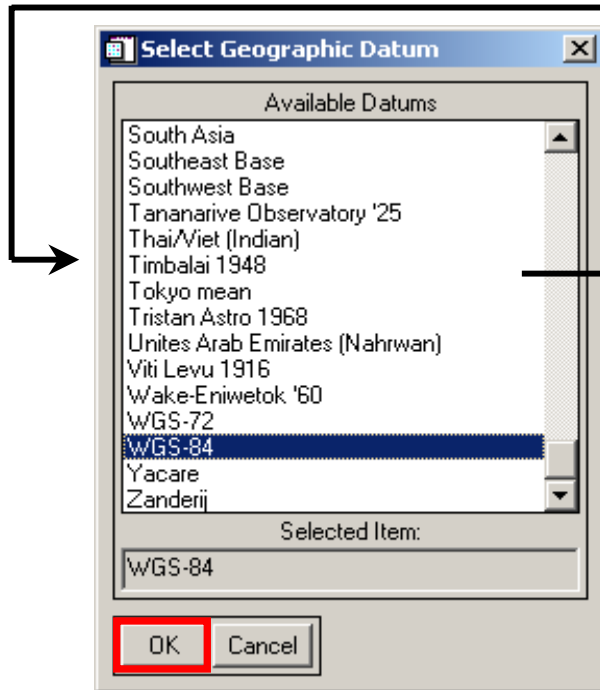 Select Geographic Datum
Available Datums
South Asia
Southeast Base
Southwest Base
Tananarive Observatory '25
Thai/Viet (Indian)
Timbalai 1948
Tokyo mean
Tristan Astro 1968
Unites Arab Emirates (Nahrwan)
Viti Levu 1916
Wake-Eniwetok '60
WGS-72
WGS-84
Yacare
Zanderij
Selected Item:
WGS-84
OK Cancel